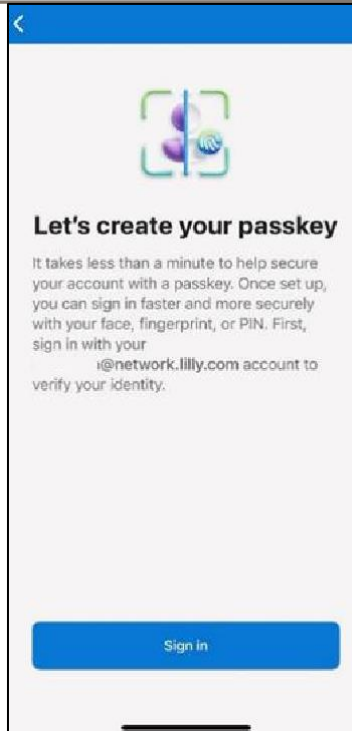 Let's create your passkey
It takes less than a minute to help secure
your account with a passkey. Once set up,
you can sign in faster and more securely
with your face, fingerprint, or PIN. First,
sign in with your
@network.lilly.com account to
verify your identity.
Sign in